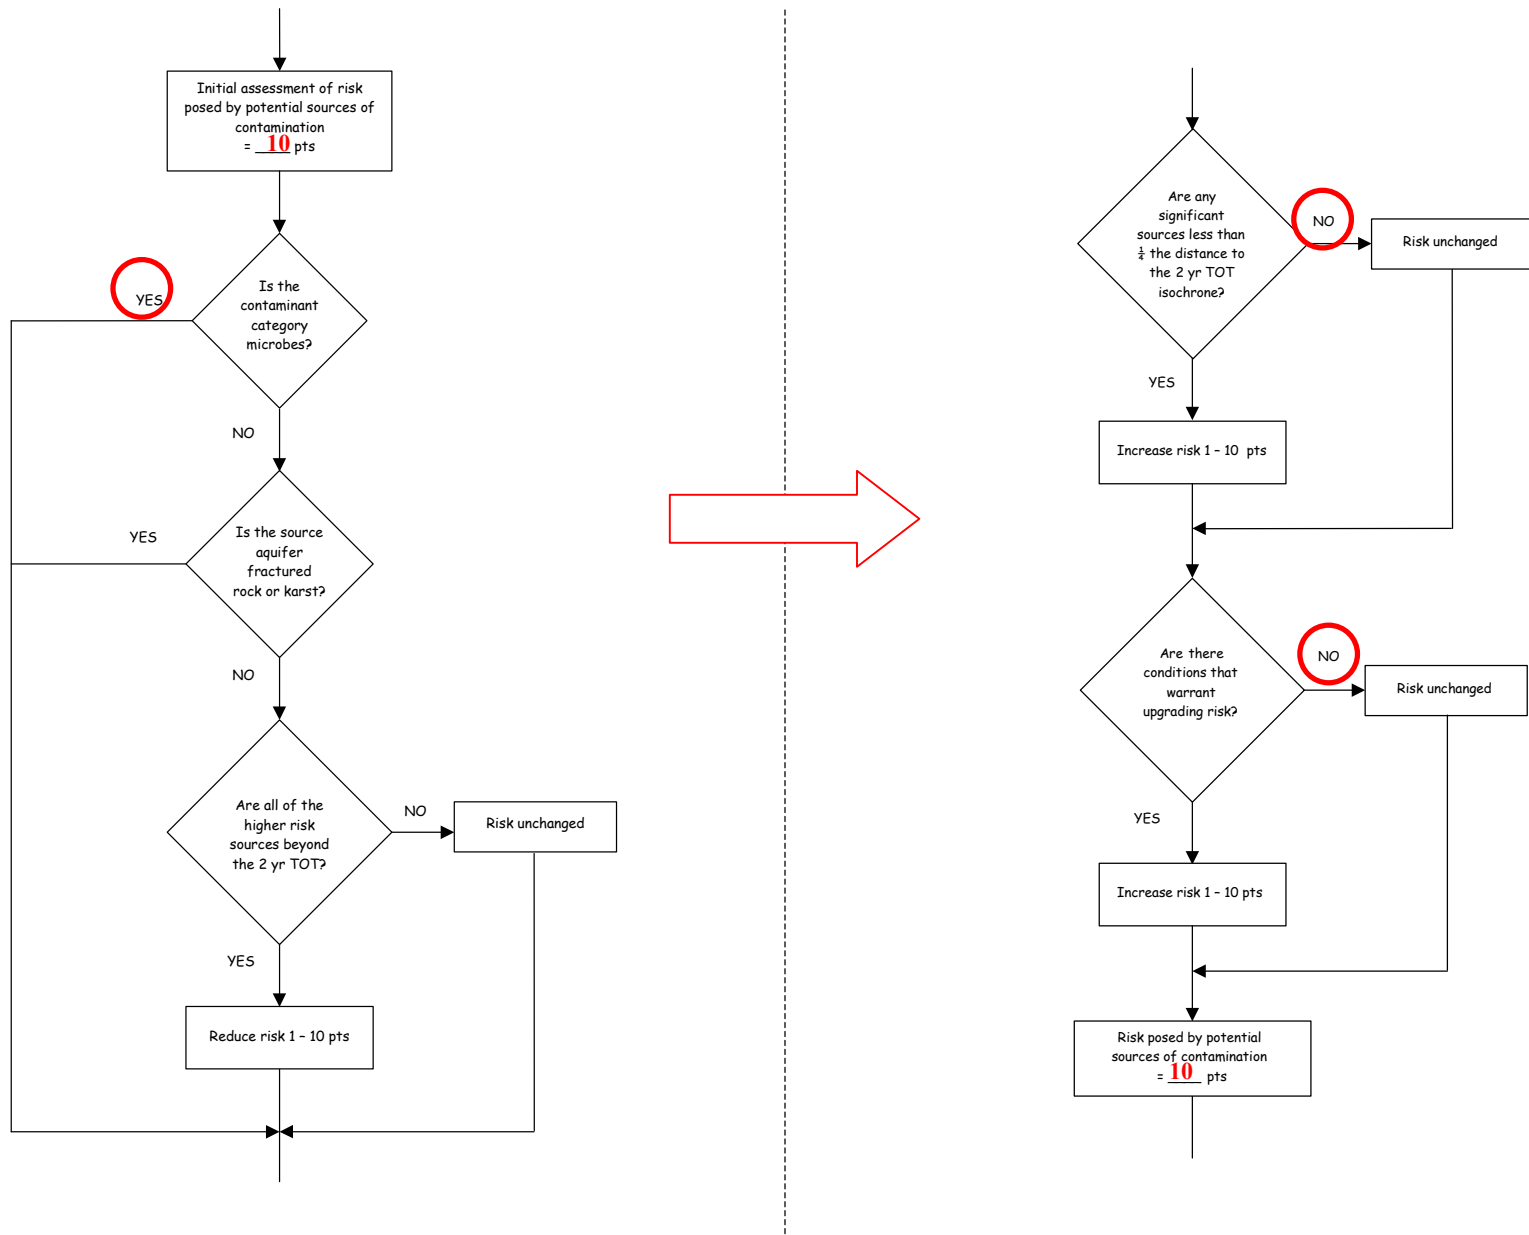 Initial assessment of risk
posed by potential sources of
contamination
= 10 pts
YES
Is the
contaminant
category
microbes?
NO
YES
Is the source
aquifer
fractured
rock or karst?
NO
Are all of the
higher risk
sources beyond
the 2 yr TOT?
NO
Risk unchanged
YES
Reduce risk 1 – 10 pts
Are any
significant
sources less than
¼ the distance to
the 2 yr TOT
isochrone?
NO
Risk unchanged
YES
Increase risk 1 – 10 pts
Are there
conditions that
warrant
upgrading risk?
NO
Risk unchanged
YES
Increase risk 1 – 10 pts
Risk posed by potential
sources of contamination
= 10 pts